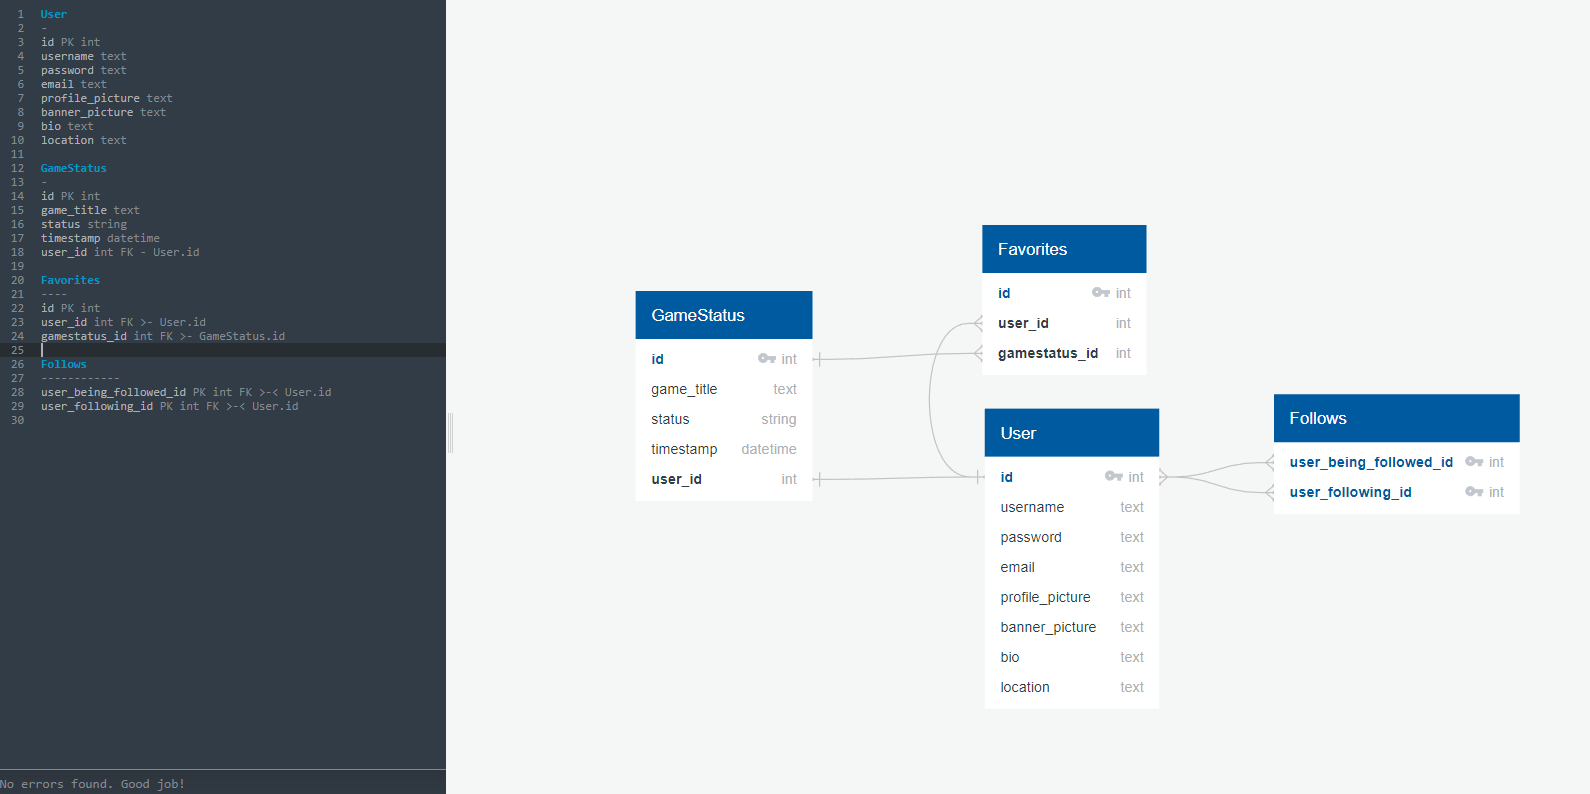 1 User
2 -
3 id PK int
4 username text
5 password text
6 email text
7 profile_picture text
8 banner_picture text
9 bio text
10 location text
11
12 GameStatus
13 -
14 id PK int
15 game_title text
16 status string
17 timestamp datetime
18 user_id int FK - User.id
19
20 Favorites
21 ----
22 id PK int
23 user_id int FK >- User.id
24 gamestatus_id int FK >- GameStatus.id
25
26 Follows
27 ------------
28 user_being_followed_id PK int FK >-< User.id
29 user_following_id PK int FK >-< User.id
30
No errors found. Good job!
GameStatus
id int
game_title text
status string
timestamp datetime
user_id int
Favorites
id int
user_id int
gamestatus_id int
User
id int
username text
password text
email text
profile_picture text
banner_picture text
bio text
location text
Follows
user_being_followed_id int
user_following_id int